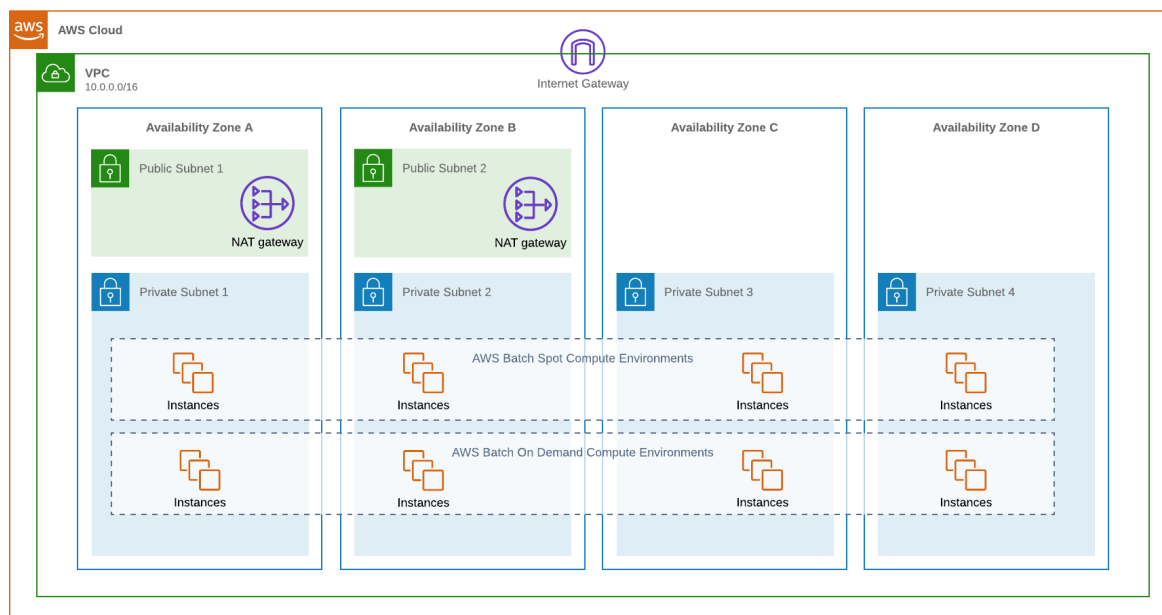 aws
AWS Cloud
VPC
10.0.0.0/16
Internet Gateway
Availability Zone A
Availability Zone B
Availability Zone C
Availability Zone D
Public Subnet 1
NAT gateway
Public Subnet 2
NAT gateway
Private Subnet 1
Private Subnet 2
Private Subnet 3
Private Subnet 4
AWS Batch Spot Compute Environments
Instances
Instances
Instances
Instances
AWS Batch On Demand Compute Environments
Instances
Instances
Instances
Instances